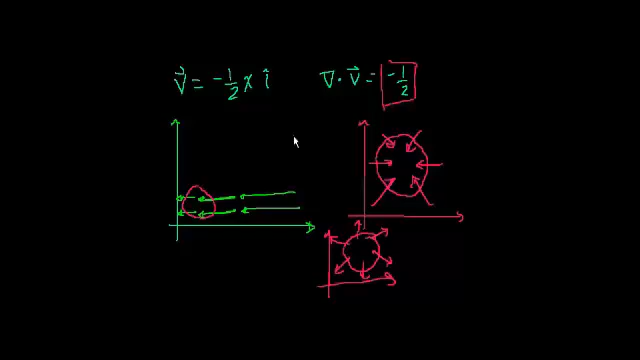 v⃗ = -1/2 x î
∇ · v⃗ = -1/2